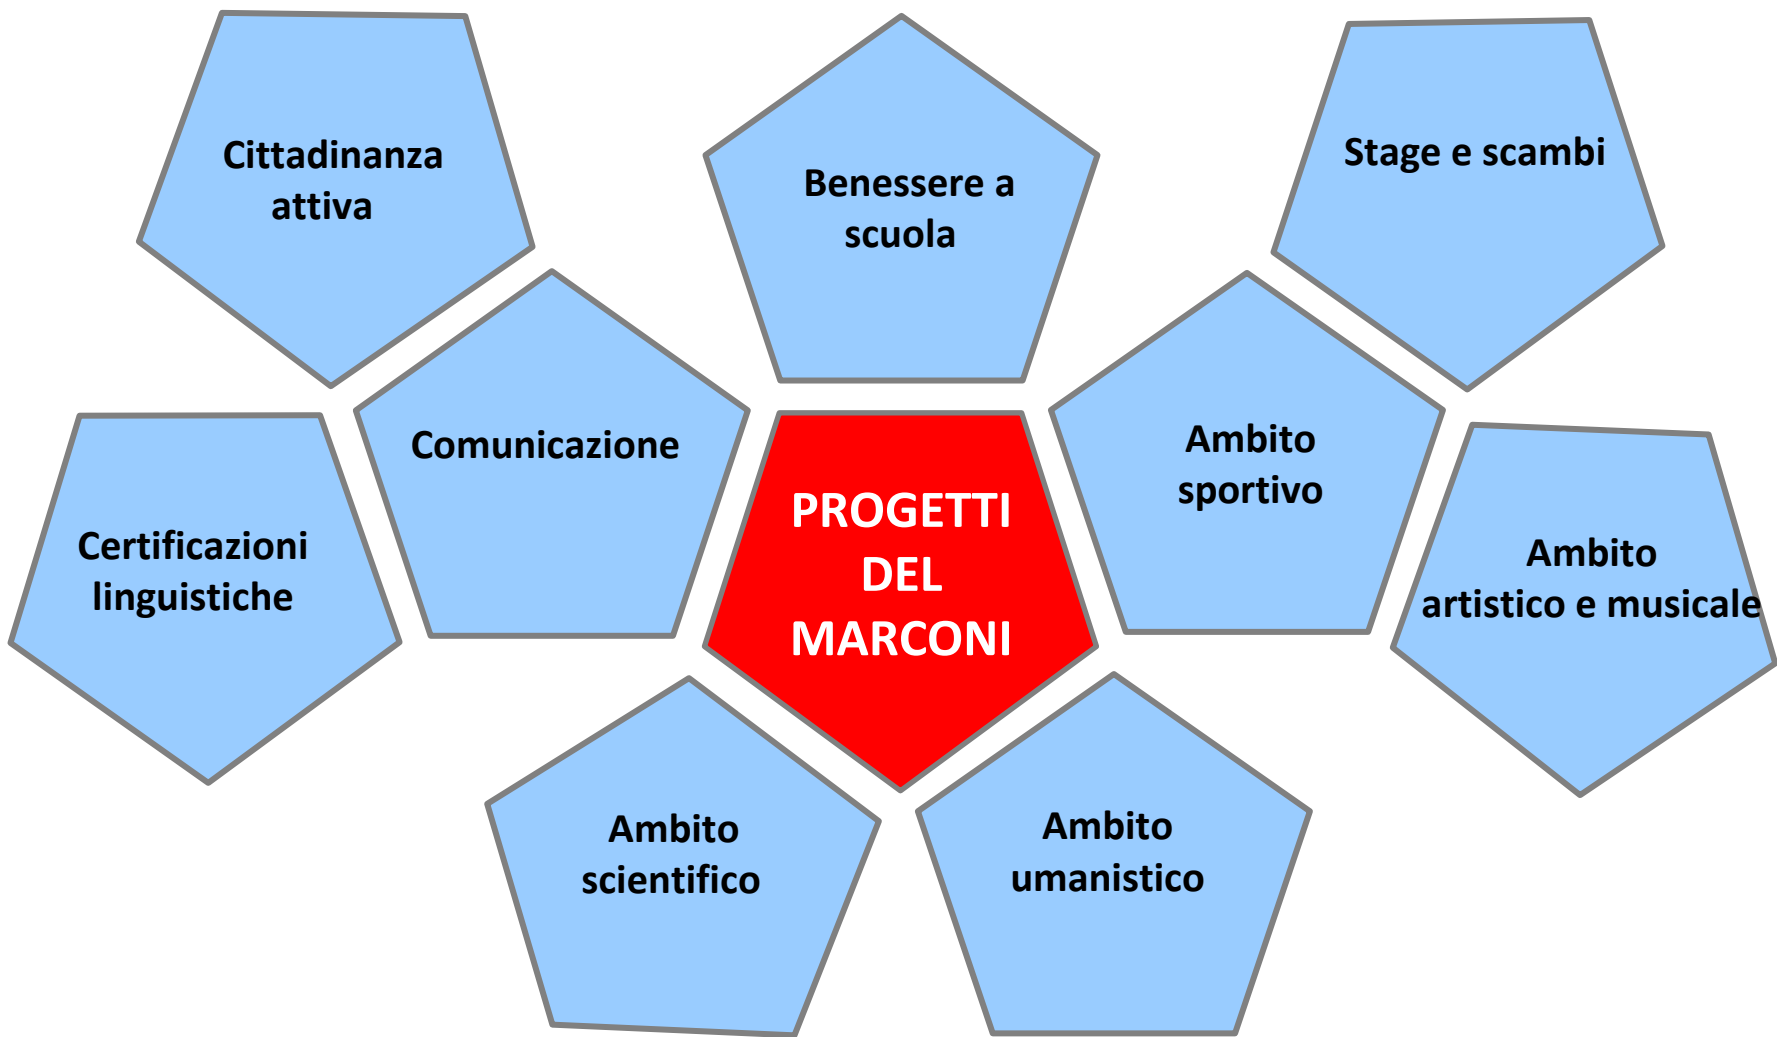 Cittadinanza
attiva
Benessere a
scuola
Stage e scambi
Comunicazione
Ambito
sportivo
Certificazioni
linguistiche
PROGETTI
DEL
MARCONI
Ambito
artistico e musicale
Ambito
scientifico
Ambito
umanistico